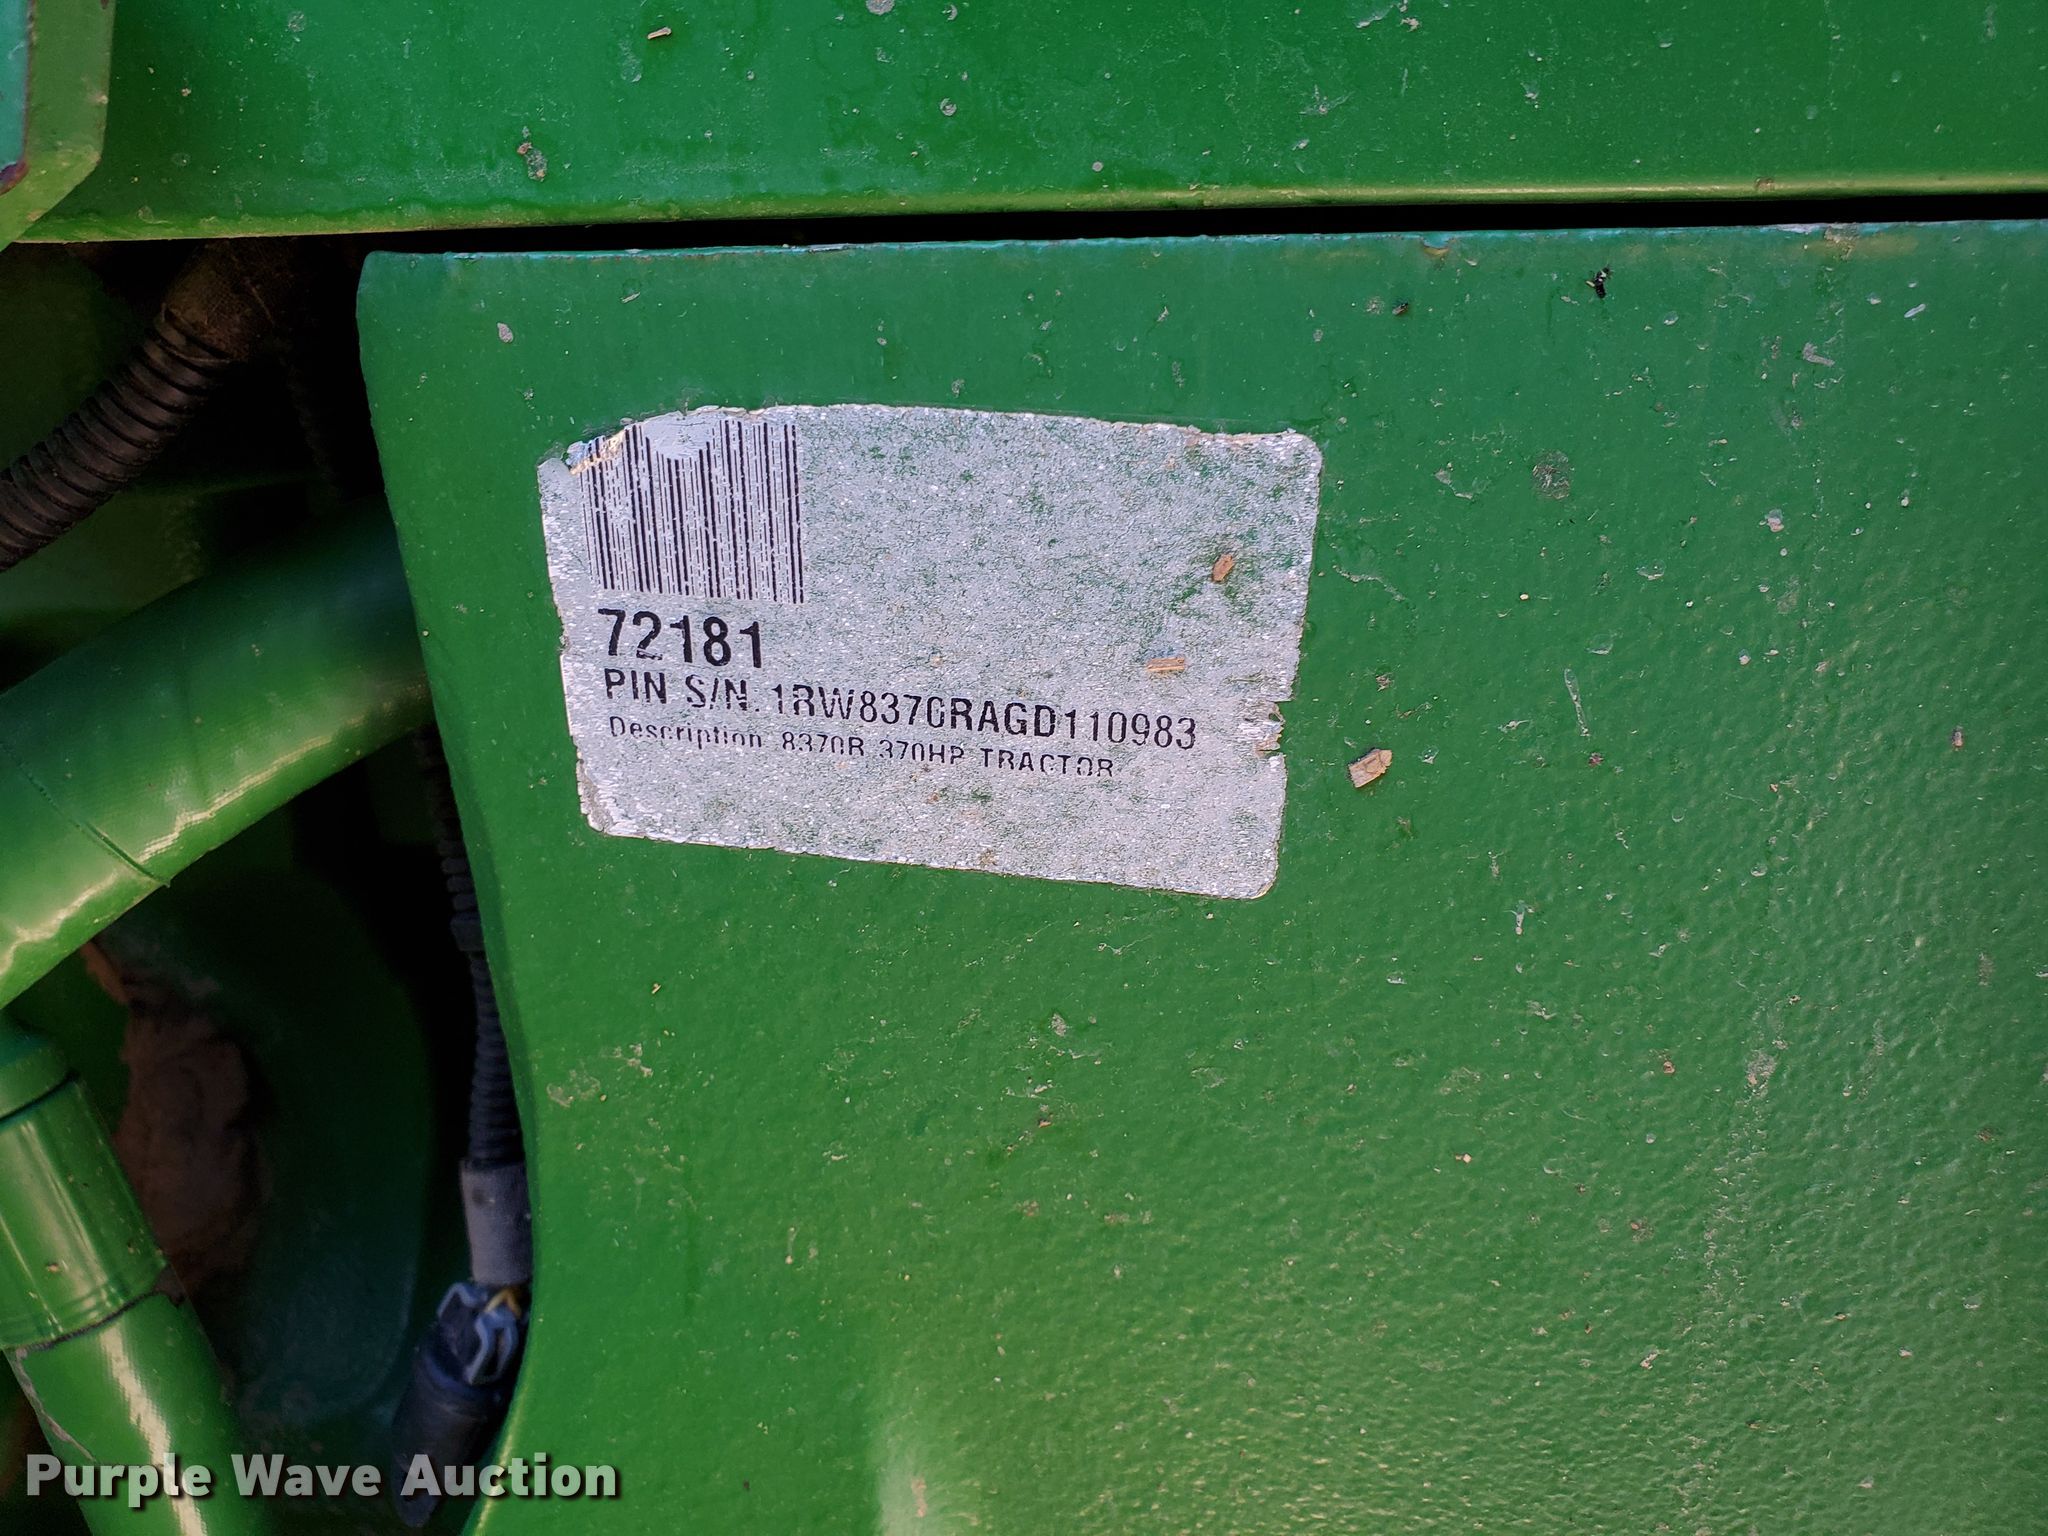 72181
PIN S/N. 1RW8370RAGD110983
Description. 8370R 370HP TRACTOR
Purple Wave Auction